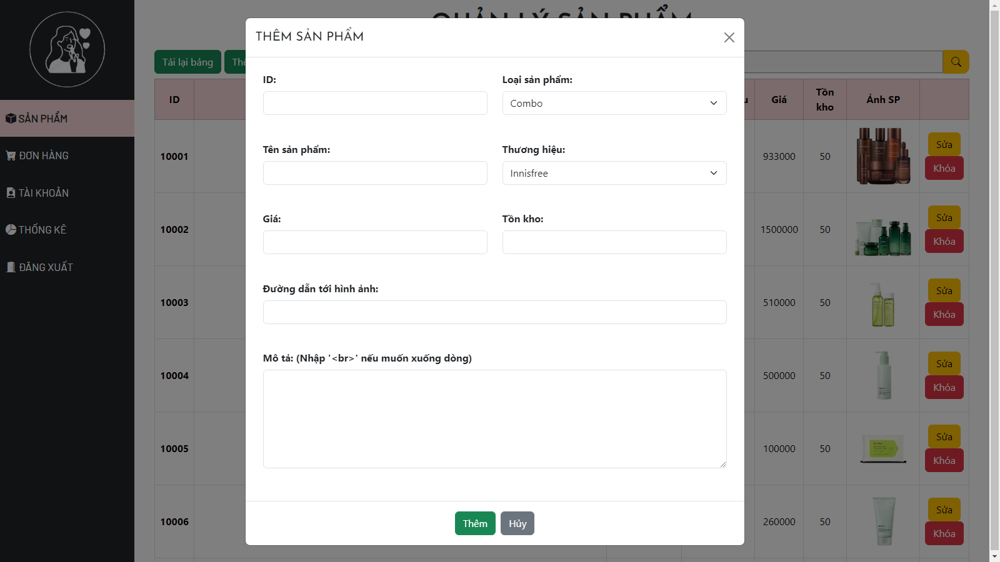 QUẢN LÝ SẢN PHẨM
THÊM SẢN PHẨM
Tải lại bảng
ID
Giá
Tồn kho
Ảnh SP
SẢN PHẨM
ĐƠN HÀNG
TÀI KHOẢN
THỐNG KÊ
ĐĂNG XUẤT
ID:
Loại sản phẩm:
Combo
Tên sản phẩm:
Thương hiệu:
Innisfree
Giá:
Tồn kho:
Đường dẫn tới hình ảnh:
Mô tả: (Nhập '<br>' nếu muốn xuống dòng)
Thêm
Hủy
10001
933000
50
Sửa
Khóa
10002
1500000
50
Sửa
Khóa
10003
510000
50
Sửa
Khóa
10004
500000
50
Sửa
Khóa
10005
100000
50
Sửa
Khóa
10006
260000
50
Sửa
Khóa